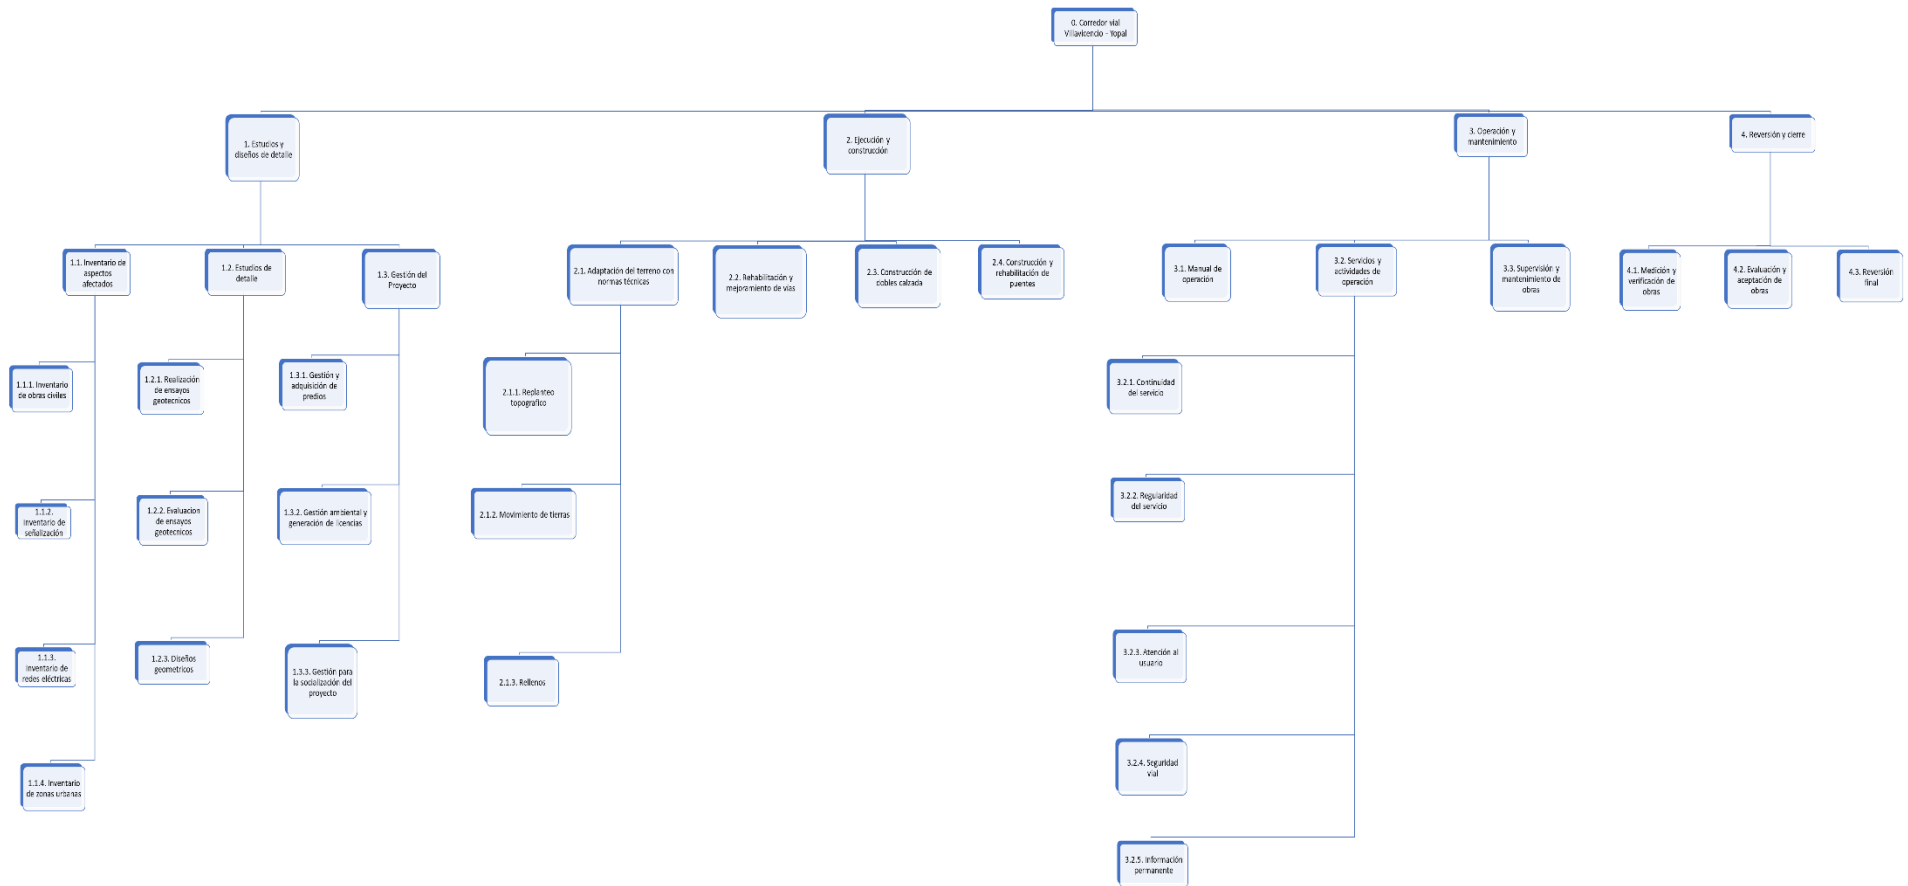 0. Corredor vial
Villavicencio - Yopal
1. Estudios y
diseños de detalle
2. Ejecución y
construcción
3. Operación y
mantenimiento
4. Reversión y cierre
1.1. Inventario de
aspectos
afectados
1.2. Estudios de
detalle
1.3. Gestión del
Proyecto
2.1. Adaptación del terreno con
normas técnicas
2.2. Rehabilitación y
mejoramiento de vías
2.3. Construcción de
dobles calzada
2.4. Construcción y
rehabilitación de
puentes
3.1. Manual de
operación
3.2. Servicios y
actividades de
operación
3.3. Supervisión y
mantenimiento de
obras
4.1. Medición y
verificación de
obras
4.2. Evaluación y
aceptación de
obras
4.3. Reversión
final
1.1.1. Inventario
de obras civiles
1.2.1. Realización
de ensayos
geotecnicos
1.3.1. Gestión y
adquisición de
predios
2.1.1. Replanteo
topografico
3.2.1. Continuidad
del servicio
1.1.2.
Inventario de
señalización
1.2.2. Evaluacion
de ensayos
geotecnicos
1.3.2. Gestión ambiental y
generación de licencias
2.1.2. Movimiento de tierras
3.2.2. Regularidad
del servicio
1.1.3.
Inventario de
redes eléctricas
1.2.3. Diseños
geometricos
1.3.3. Gestión para
la socialización del
proyecto
2.1.3. Rellenos
3.2.3. Atención al
usuario
1.1.4. Inventario
de zonas urbanas
3.2.4. Seguridad
vial
3.2.5. Información
permanente